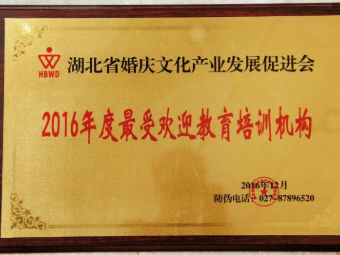 湖北省婚庆文化产业发展促进会
HBWD
2016年度最受欢迎教育培训机构
2016年12月
防伪电话：027-87896520